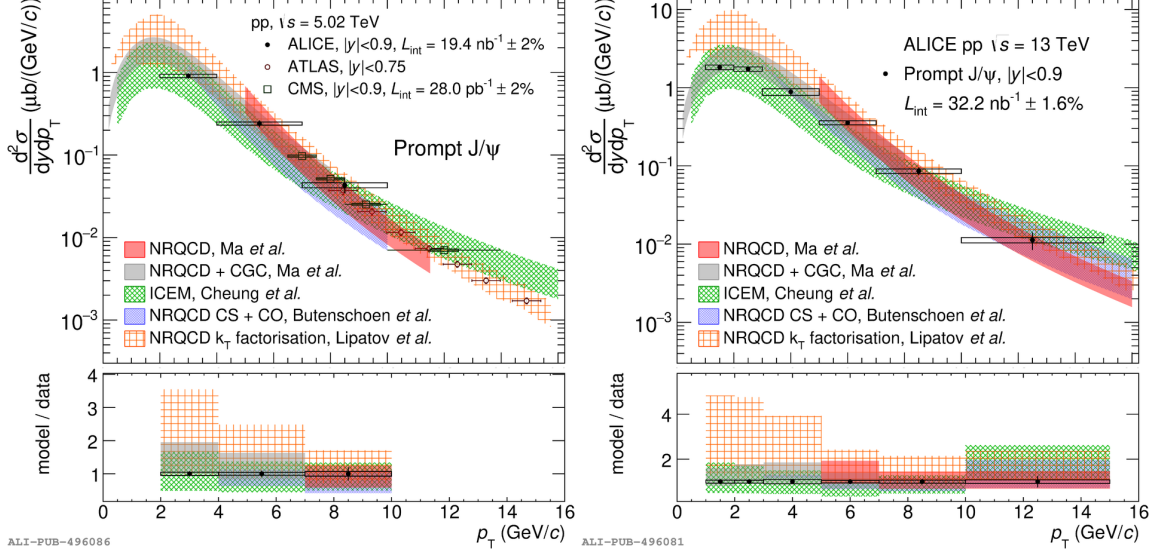 d²σ/dydp_T (μb/(GeV/c))
10
1
10⁻¹
10⁻²
10⁻³
pp, √s = 5.02 TeV
ALICE, |y|<0.9, L_int = 19.4 nb⁻¹ ± 2%
ATLAS, |y|<0.75
CMS, |y|<0.9, L_int = 28.0 pb⁻¹ ± 2%
Prompt J/ψ
NRQCD, Ma et al.
NRQCD + CGC, Ma et al.
ICEM, Cheung et al.
NRQCD CS + CO, Butenschoen et al.
NRQCD k_T factorisation, Lipatov et al.
model / data
4
3
2
1
0 2 4 6 8 10 12 14 16
p_T (GeV/c)
ALI-PUB-496086
d²σ/dydp_T (μb/(GeV/c))
10
1
10⁻¹
10⁻²
10⁻³
ALICE pp √s = 13 TeV
Prompt J/ψ, |y|<0.9
L_int = 32.2 nb⁻¹ ± 1.6%
NRQCD, Ma et al.
NRQCD + CGC, Ma et al.
ICEM, Cheung et al.
NRQCD CS + CO, Butenschoen et al.
NRQCD k_T factorisation, Lipatov et al.
model / data
4
2
0 2 4 6 8 10 12 14 16
p_T (GeV/c)
ALI-PUB-496081